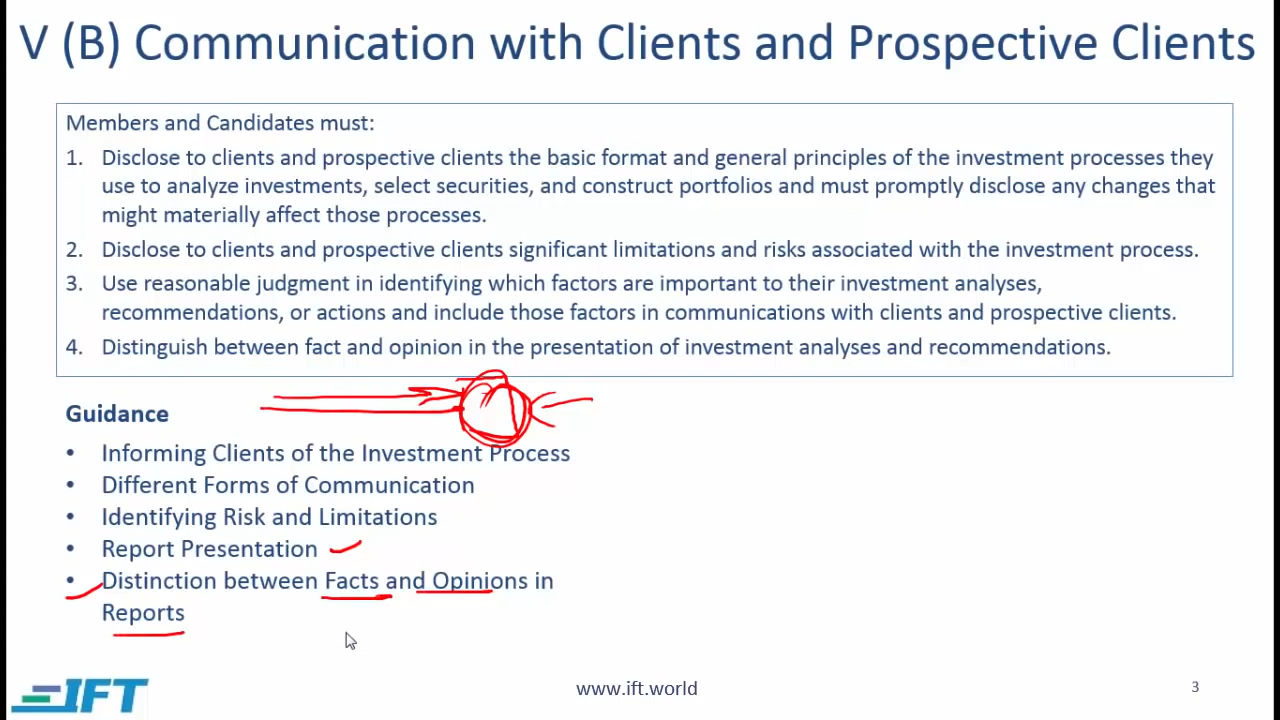 V (B) Communication with Clients and Prospective Clients
Members and Candidates must:
1. Disclose to clients and prospective clients the basic format and general principles of the investment processes they
use to analyze investments, select securities, and construct portfolios and must promptly disclose any changes that
might materially affect those processes.
2. Disclose to clients and prospective clients significant limitations and risks associated with the investment process.
3. Use reasonable judgment in identifying which factors are important to their investment analyses,
recommendations, or actions and include those factors in communications with clients and prospective clients.
4. Distinguish between fact and opinion in the presentation of investment analyses and recommendations.
Guidance
• Informing Clients of the Investment Process
• Different Forms of Communication
• Identifying Risk and Limitations
• Report Presentation
• Distinction between Facts and Opinions in
Reports
IFT
www.ift.world
3